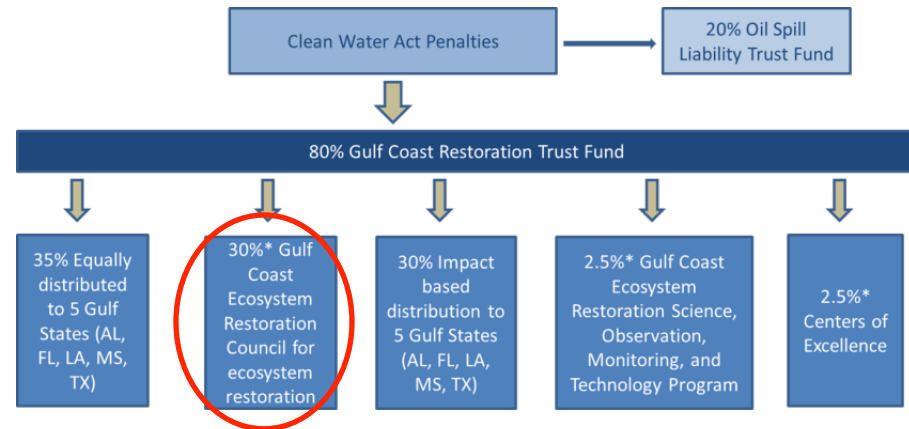 Clean Water Act Penalties
20% Oil Spill
Liability Trust Fund
80% Gulf Coast Restoration Trust Fund
35% Equally
distributed
to 5 Gulf
States (AL,
FL, LA, MS,
TX)
30%* Gulf
Coast
Ecosystem
Restoration
Council for
ecosystem
restoration
30% Impact
based
distribution to
5 Gulf States
(AL, FL, LA,
MS, TX)
2.5%* Gulf Coast
Ecosystem
Restoration Science,
Observation,
Monitoring, and
Technology Program
2.5%*
Centers of
Excellence